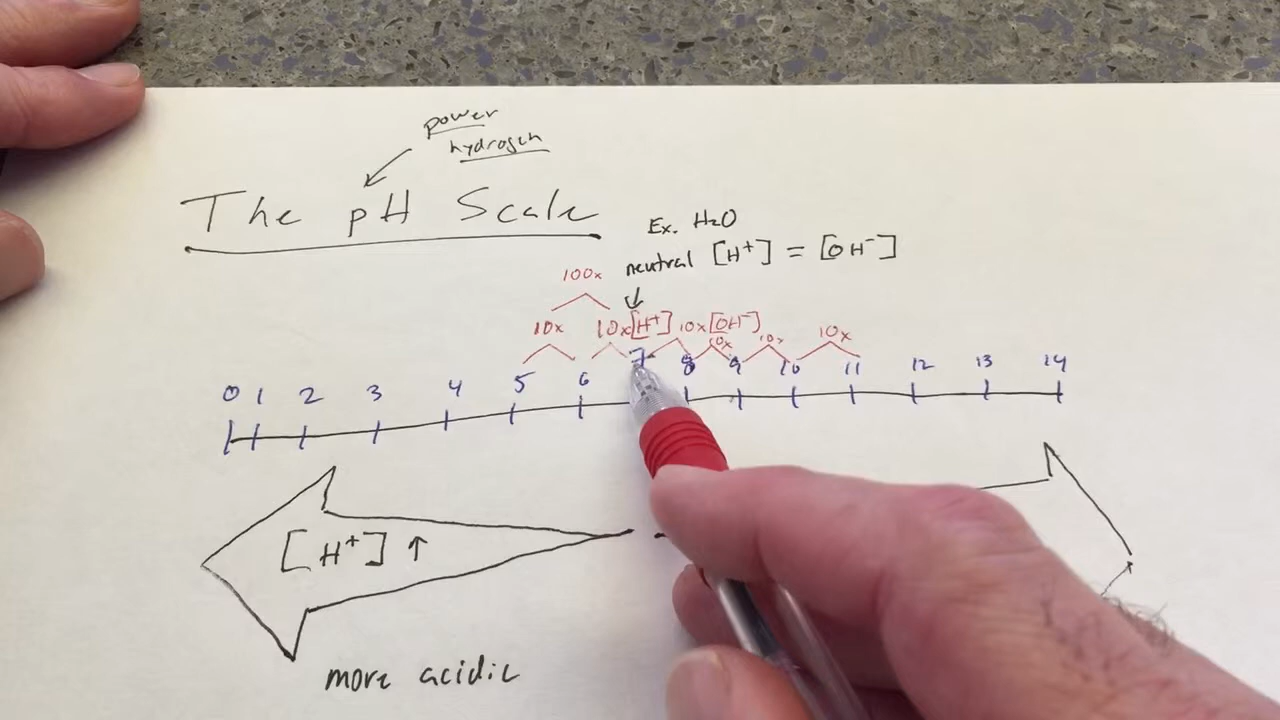 power
hydrogen
The pH Scale
Ex. H₂O
neutral [H⁺] = [OH⁻]
100x
10x 10x[H⁺] 10x[OH⁻] 10x 10x 10x
0 1 2 3 4 5 6 7 8 9 10 11 12 13 14
[H⁺] ↑
more acidic